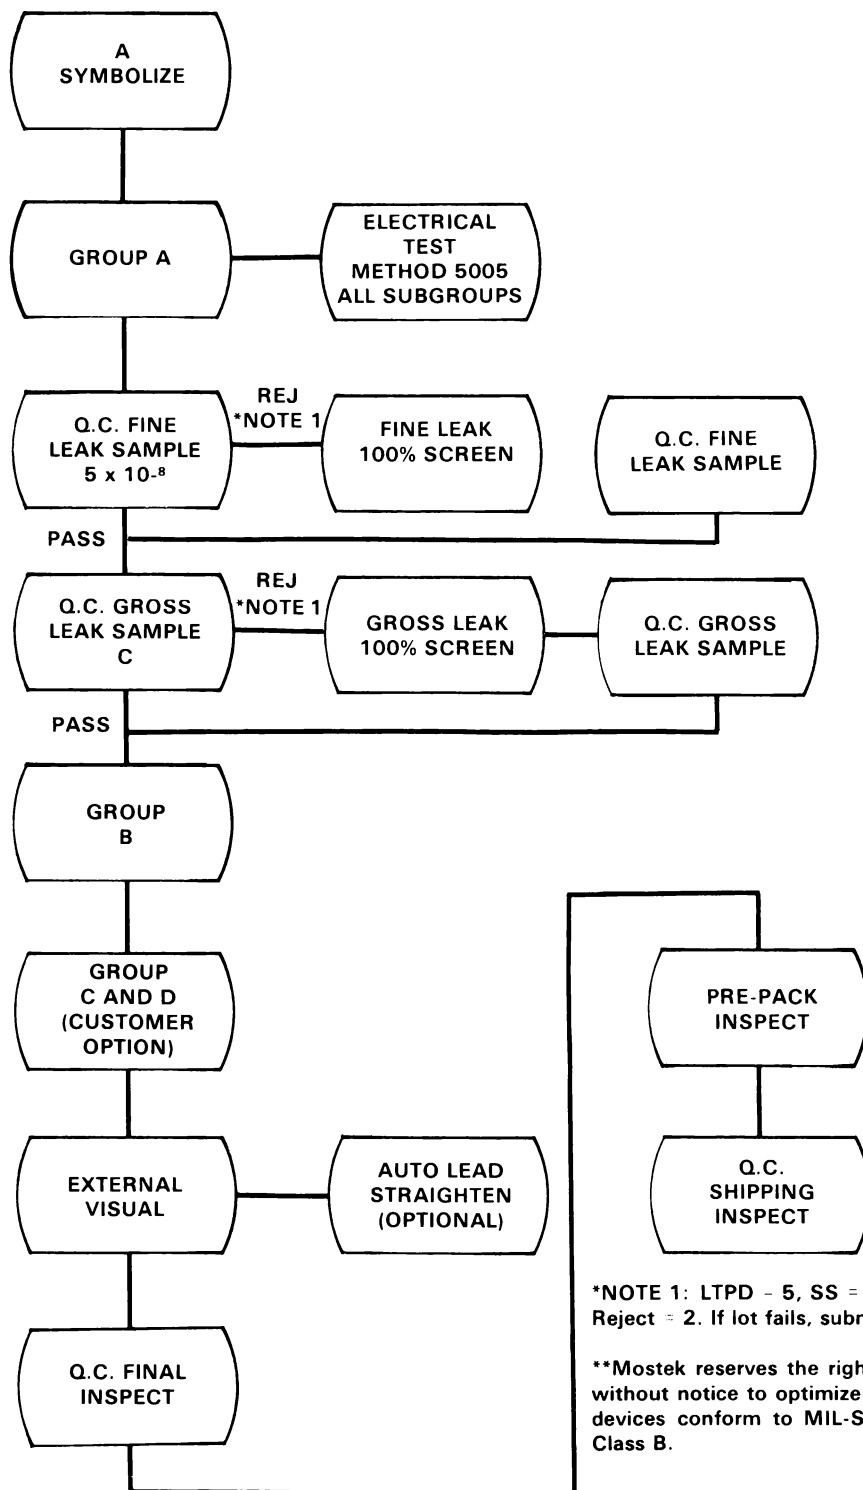 A
SYMBOLIZE
GROUP A
ELECTRICAL
TEST
METHOD 5005
ALL SUBGROUPS
Q.C. FINE
LEAK SAMPLE
5 x 10-⁸
REJ
*NOTE 1
FINE LEAK
100% SCREEN
Q.C. FINE
LEAK SAMPLE
PASS
Q.C. GROSS
LEAK SAMPLE
C
REJ
*NOTE 1
GROSS LEAK
100% SCREEN
Q.C. GROSS
LEAK SAMPLE
PASS
GROUP
B
GROUP
C AND D
(CUSTOMER
OPTION)
EXTERNAL
VISUAL
AUTO LEAD
STRAIGHTEN
(OPTIONAL)
Q.C. FINAL
INSPECT
PRE-PACK
INSPECT
Q.C.
SHIPPING
INSPECT
*NOTE 1: LTPD - 5, SS =
Reject = 2. If lot fails,
**Mostek reserves the
without notice to optimize
devices conform to
Class B.